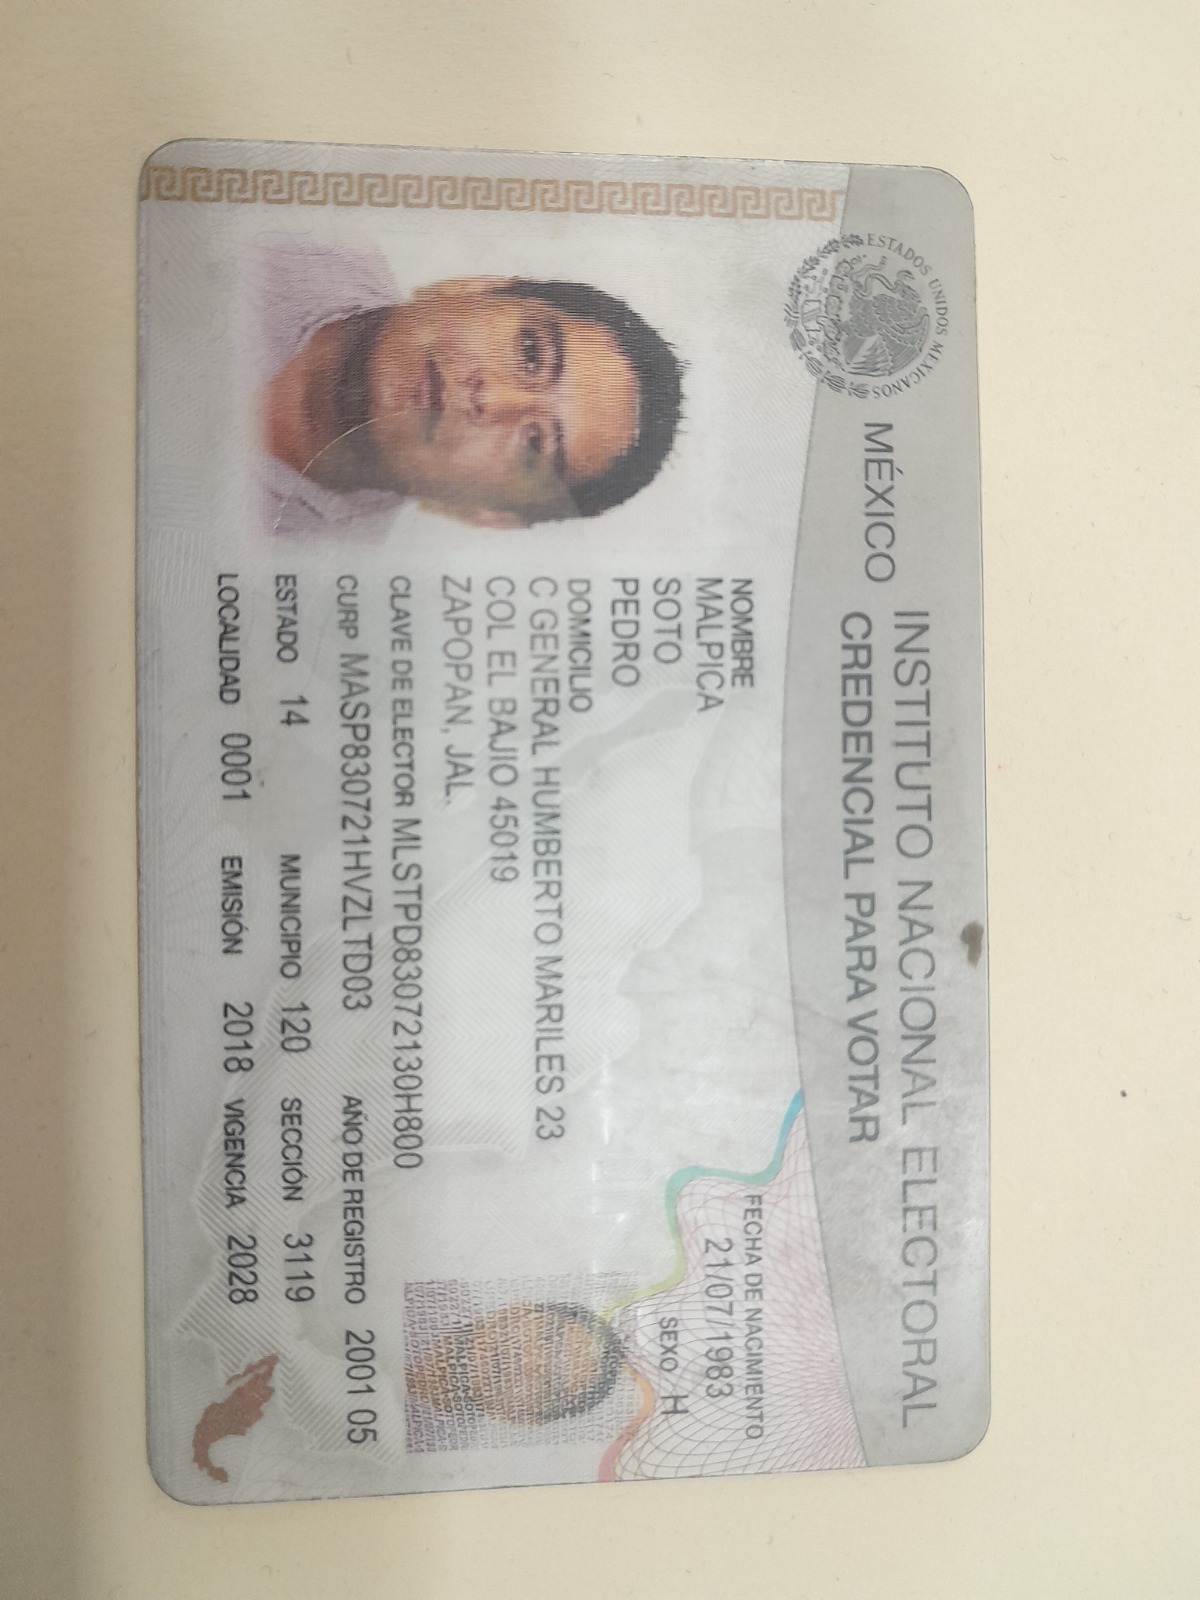 ESTADOS UNIDOS MEXICANOS
MÉXICO INSTITUTO NACIONAL ELECTORAL
CREDENCIAL PARA VOTAR
NOMBRE
MALPICA
SOTO
PEDRO
FECHA DE NACIMIENTO
21/07/1983
SEXO H
DOMICILIO
C GENERAL HUMBERTO MARILES 23
COL EL BAJIO 45019
ZAPOPAN, JAL.
CLAVE DE ELECTOR MLSTPD83072130H800
CURP MASP830721HVZLTD03 AÑO DE REGISTRO 2001 05
ESTADO 14 MUNICIPIO 120 SECCIÓN 3119
LOCALIDAD 0001 EMISIÓN 2018 VIGENCIA 2028